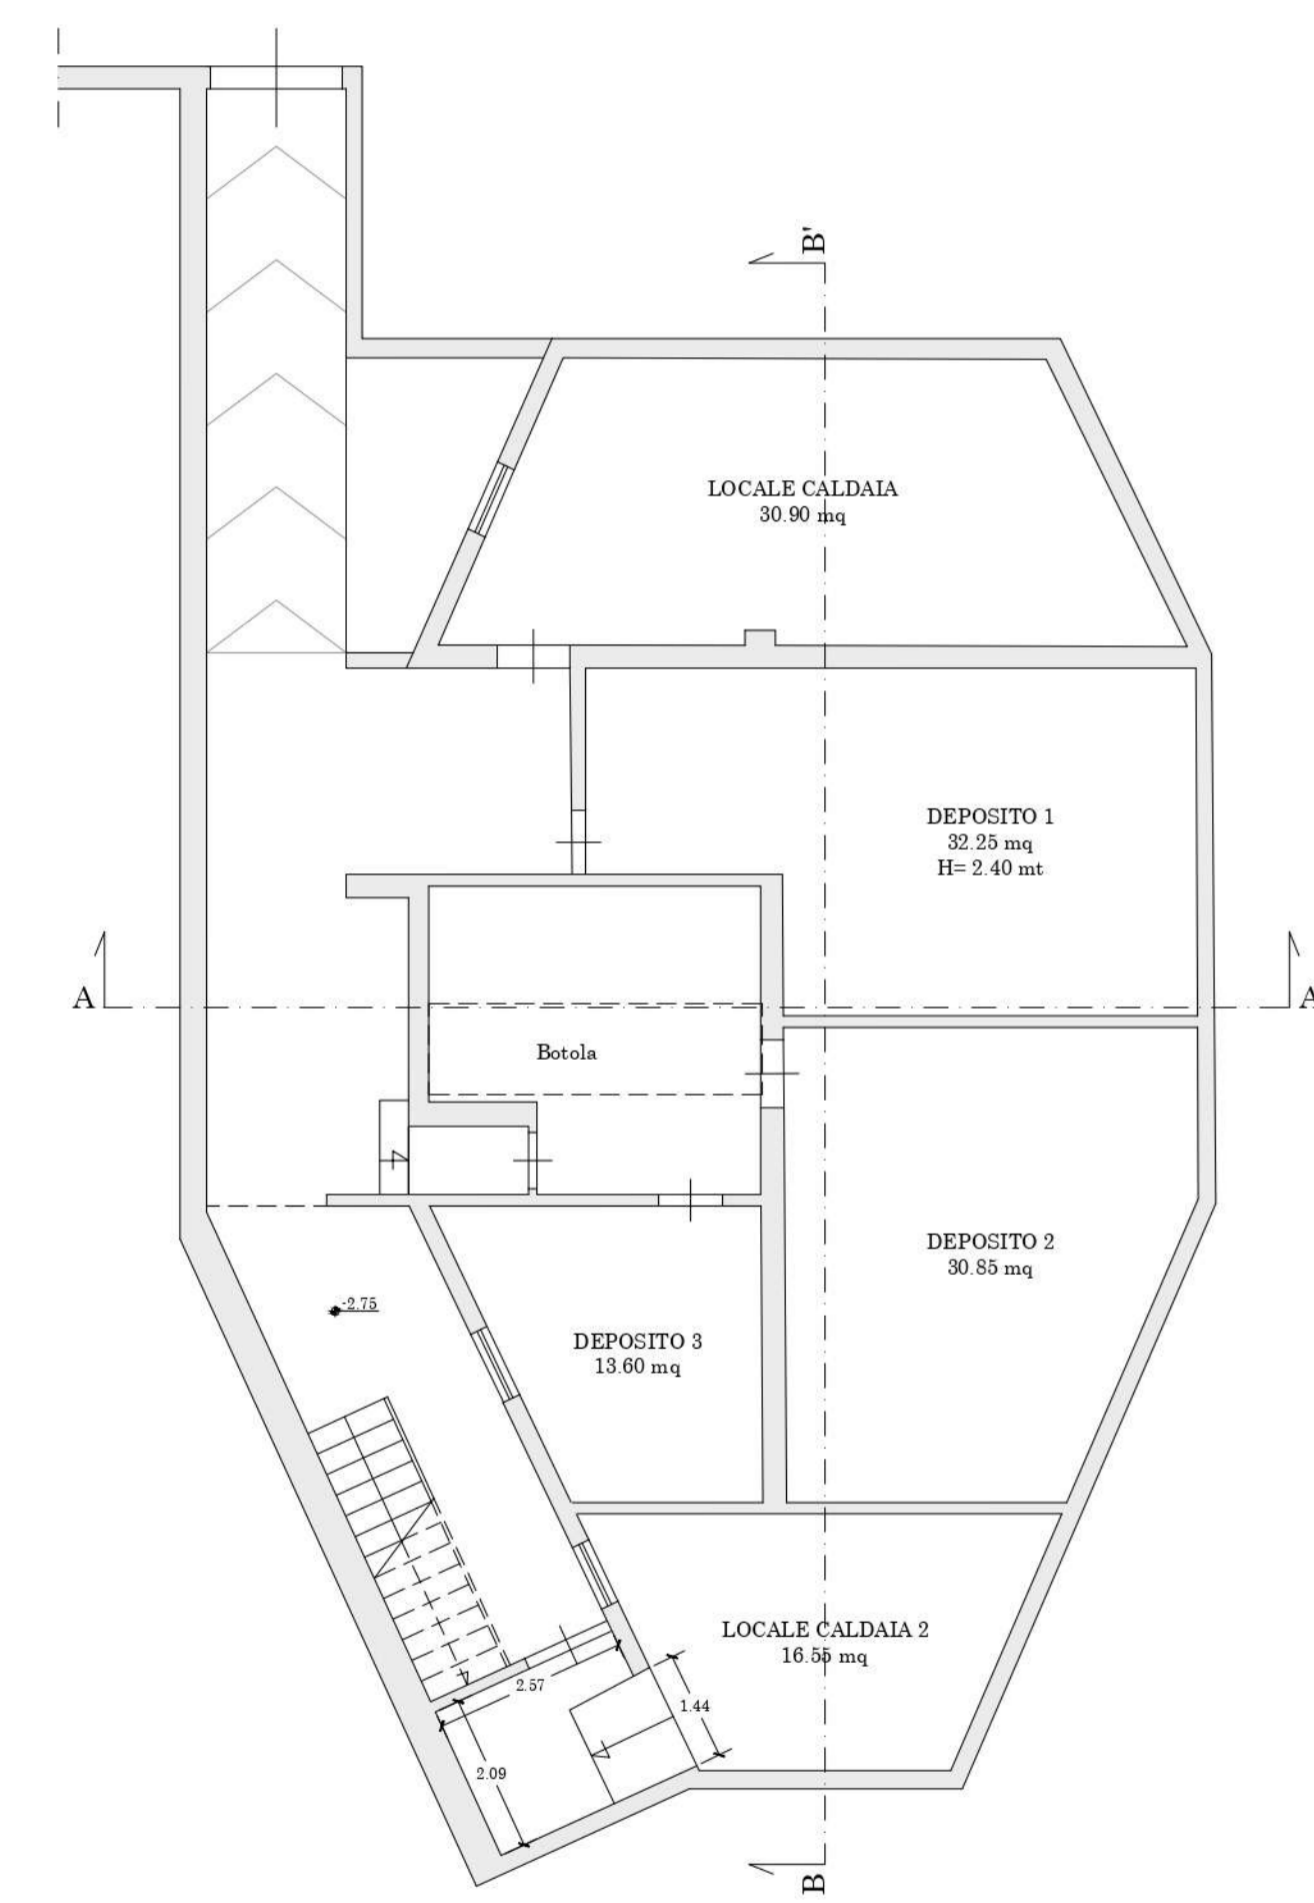 B'
LOCALE CALDAIA
30.90 mq
DEPOSITO 1
32.25 mq
H= 2.40 mt
A
A
Botola
DEPOSITO 2
30.85 mq
-2.75
DEPOSITO 3
13.60 mq
LOCALE CALDAIA 2
16.55 mq
2.57
1.44
2.09
B